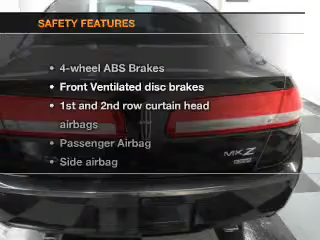 SAFETY FEATURES
• 4-wheel ABS Brakes
• Front Ventilated disc brakes
• 1st and 2nd row curtain head
airbags
• Passenger Airbag
• Side airbag
MKZ